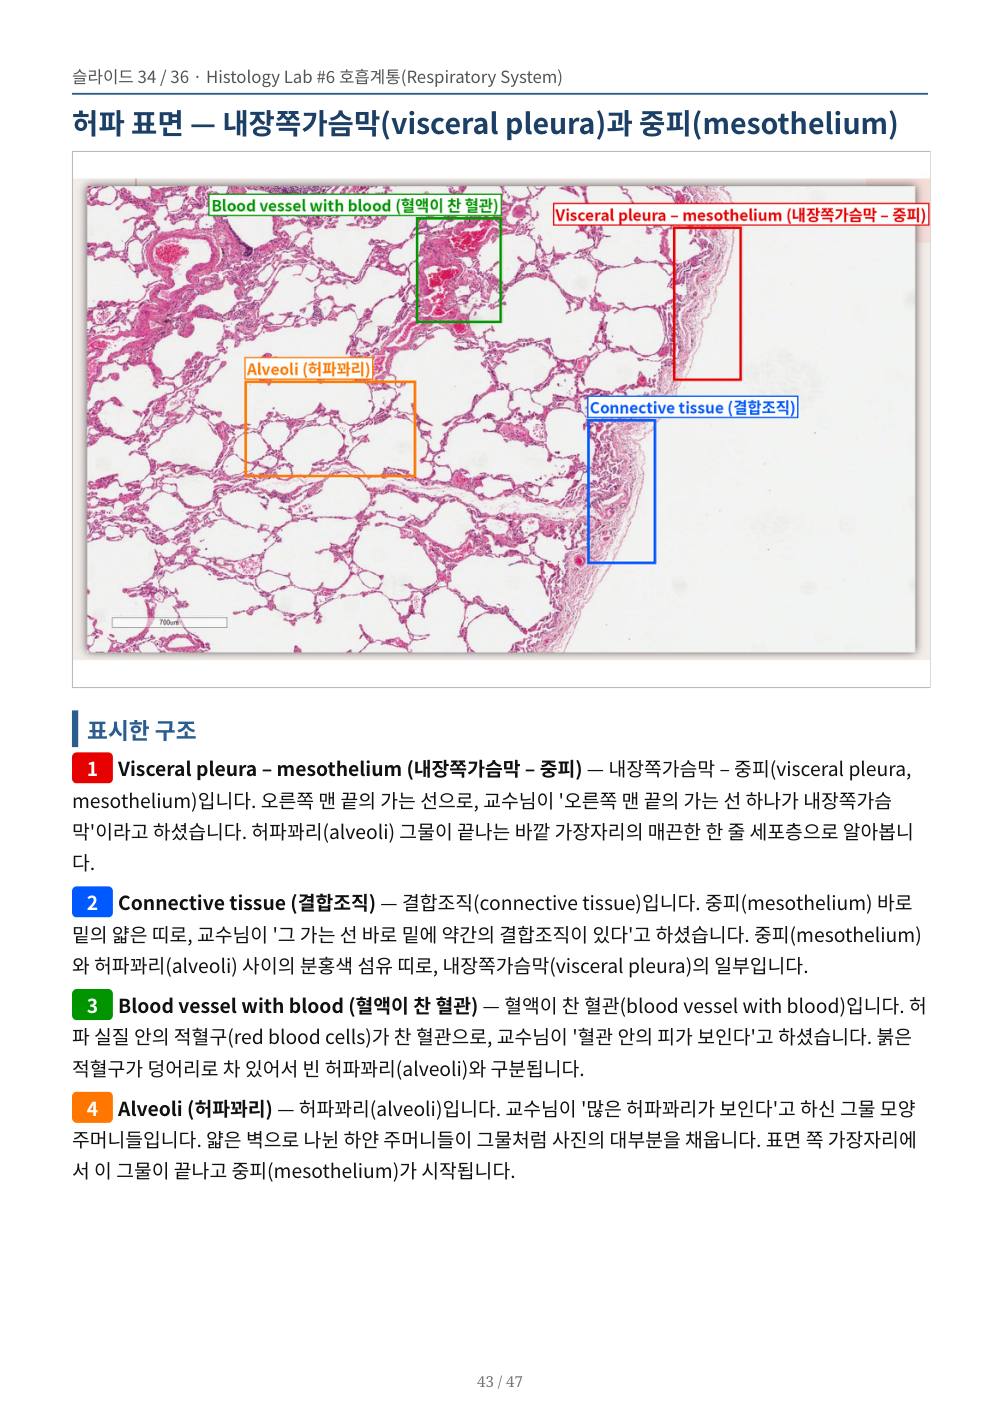 슬라이드 34 / 36 · Histology Lab #6 호흡계통(Respiratory System)
허파 표면 — 내장쪽가슴막(visceral pleura)과 중피(mesothelium)
Blood vessel with blood (혈액이 찬 혈관)
Visceral pleura – mesothelium (내장쪽가슴막 – 중피)
Alveoli (허파꽈리)
Connective tissue (결합조직)
700um
표시한 구조
1 Visceral pleura – mesothelium (내장쪽가슴막 – 중피) — 내장쪽가슴막 – 중피(visceral pleura,
mesothelium)입니다. 오른쪽 맨 끝의 가는 선으로, 교수님이 '오른쪽 맨 끝의 가는 선 하나가 내장쪽가슴
막'이라고 하셨습니다. 허파꽈리(alveoli) 그물이 끝나는 바깥 가장자리의 매끈한 한 줄 세포층으로 알아봅니
다.
2 Connective tissue (결합조직) — 결합조직(connective tissue)입니다. 중피(mesothelium) 바로
밑의 얇은 띠로, 교수님이 '그 가는 선 바로 밑에 약간의 결합조직이 있다'고 하셨습니다. 중피(mesothelium)
와 허파꽈리(alveoli) 사이의 분홍색 섬유 띠로, 내장쪽가슴막(visceral pleura)의 일부입니다.
3 Blood vessel with blood (혈액이 찬 혈관) — 혈액이 찬 혈관(blood vessel with blood)입니다. 허
파 실질 안의 적혈구(red blood cells)가 찬 혈관으로, 교수님이 '혈관 안의 피가 보인다'고 하셨습니다. 붉은
적혈구가 덩어리로 차 있어서 빈 허파꽈리(alveoli)와 구분됩니다.
4 Alveoli (허파꽈리) — 허파꽈리(alveoli)입니다. 교수님이 '많은 허파꽈리가 보인다'고 하신 그물 모양
주머니들입니다. 얇은 벽으로 나뉜 하얀 주머니들이 그물처럼 사진의 대부분을 채웁니다. 표면 쪽 가장자리에
서 이 그물이 끝나고 중피(mesothelium)가 시작됩니다.
43 / 47